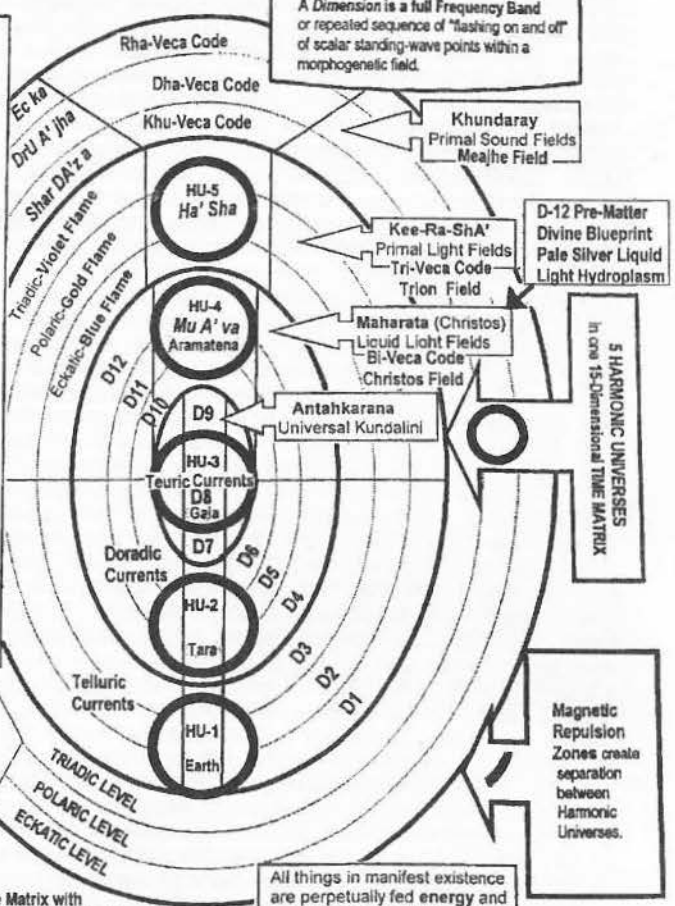 A Dimension is a full Frequency Band
or repeated sequence of "flashing on and off"
of scalar standing-wave points within a
morphogenetic field.
Rha-Veca Code
Dha-Veca Code
Khu-Veca Code
Ec ka
DrU A' jha
Shar DA'z a
Khundaray
Primal Sound Fields
Meajhe Field
HU-5
Ha' Sha
Triadic-Violet Flame
Polaric-Gold Flame
Eckatic-Blue Flame
Kee-Ra-ShA'
Primal Light Fields
Tri-Veca Code
Trion Field
D-12 Pre-Matter
Divine Blueprint
Pale Silver Liquid
Light Hydroplasm
HU-4
Mu A' va
Aramatena
Maharata (Christos)
Liquid Light Fields
Bi-Veca Code
Christos Field
D12
D11
D10
D9
Antahkarana
Universal Kundalini
5 HARMONIC UNIVERSES
in one 15-Dimensional TIME MATRIX
HU-3
Teuric Currents
D8
Gaia
D7
Doradic
Currents
D6
D5
D4
HU-2
Tara
D3
D2
D1
Telluric
Currents
HU-1
Earth
Magnetic
Repulsion
Zones create
separation
between
Harmonic
Universes.
TRIADIC LEVEL
POLARIC LEVEL
ECKATIC LEVEL
Matrix with
All things in manifest existence
are perpetually fed energy and